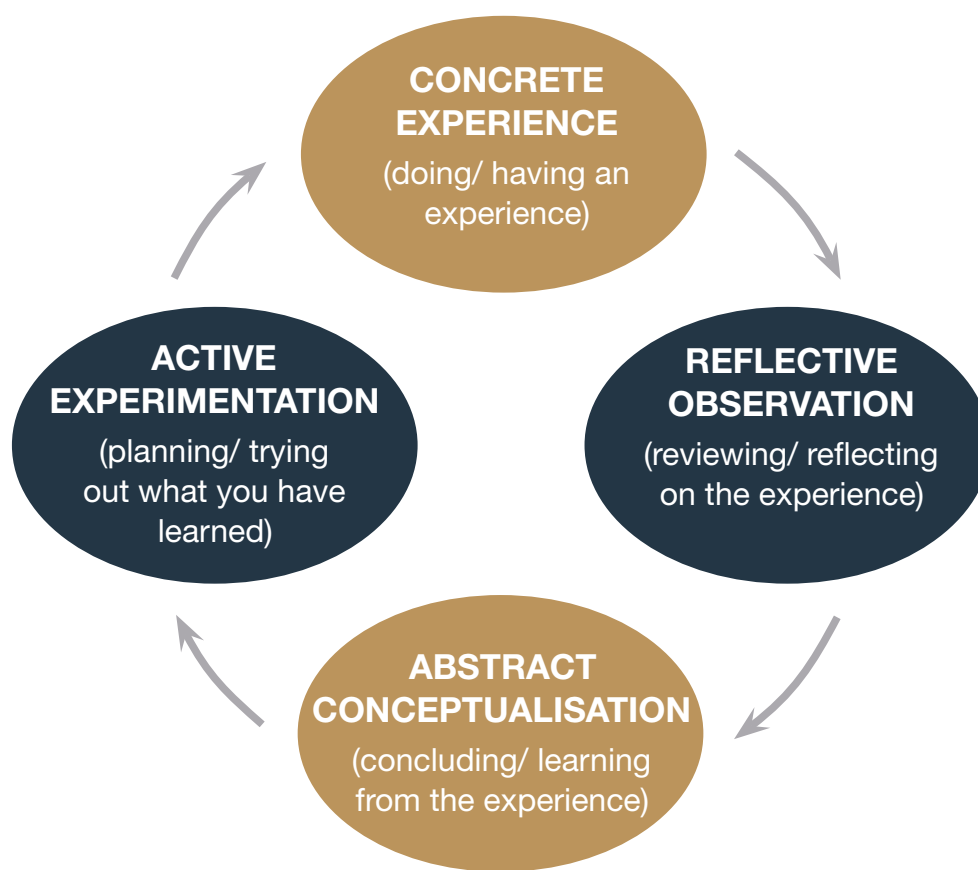 CONCRETE
EXPERIENCE
(doing/ having an
experience)
REFLECTIVE
OBSERVATION
(reviewing/ reflecting
on the experience)
ABSTRACT
CONCEPTUALISATION
(concluding/ learning
from the experience)
ACTIVE
EXPERIMENTATION
(planning/ trying
out what you have
learned)